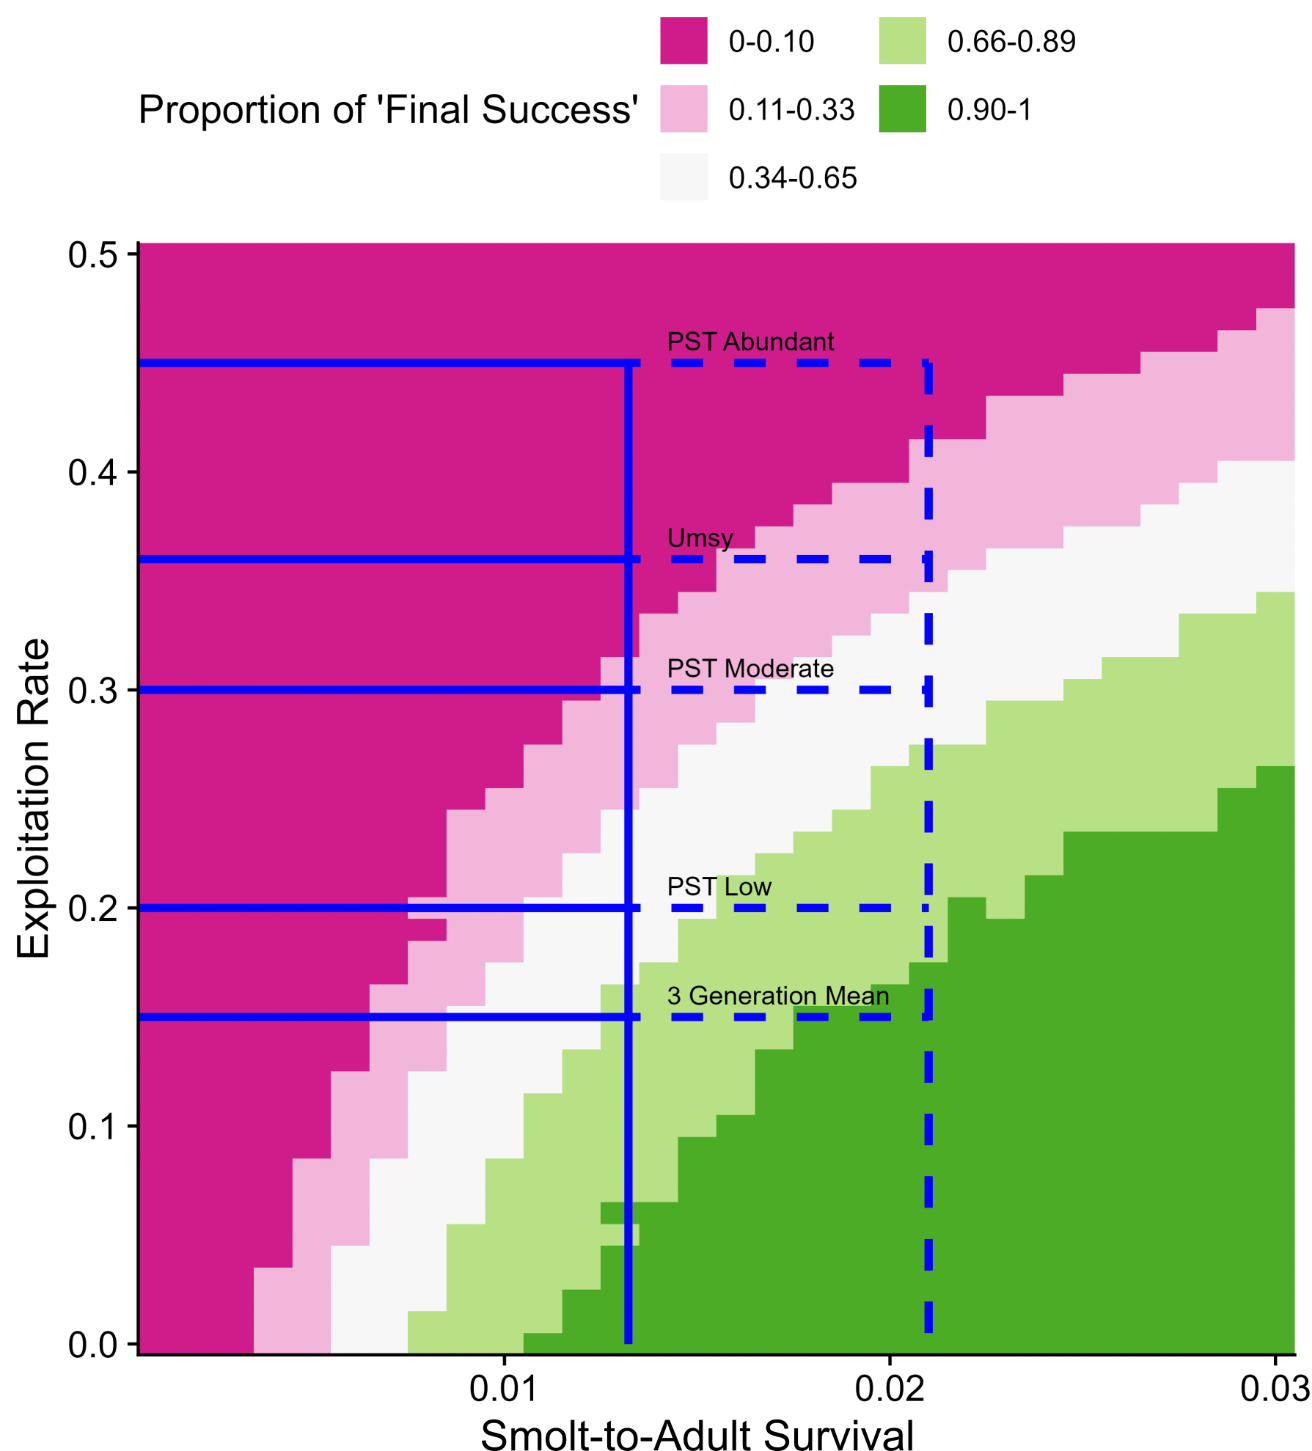 0-0.10
0.66-0.89
Proportion of 'Final Success'
0.11-0.33
0.90-1
0.34-0.65
0.5
PST Abundant
0.4
Umsy
PST Moderate
0.3
Exploitation Rate
PST Low
0.2
3 Generation Mean
0.1
0.0
0.01
0.02
0.03
Smolt-to-Adult Survival